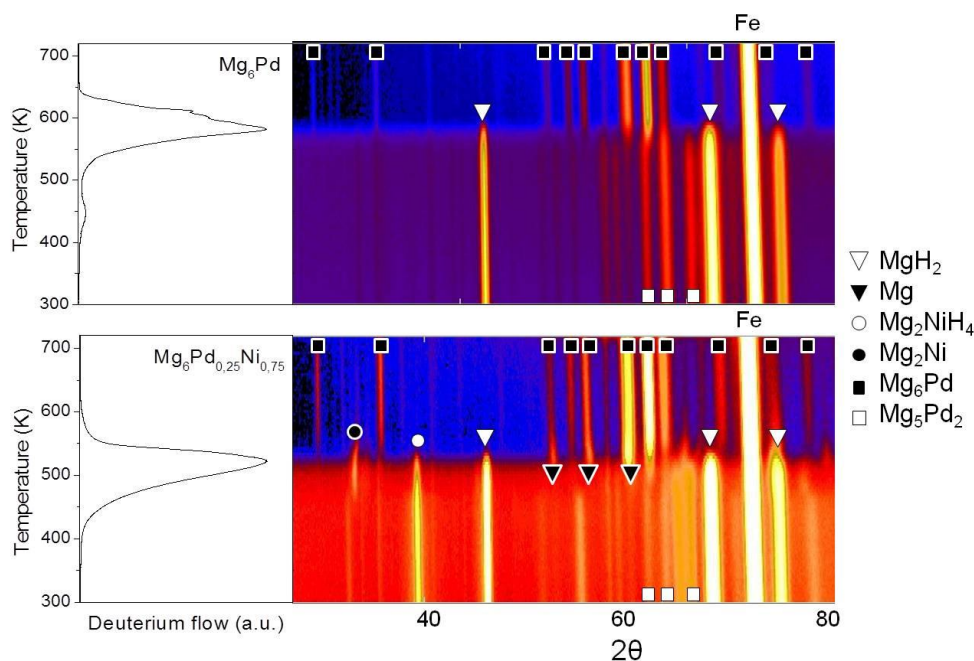 Fe
700
Mg₆Pd
600
500
400
300
Temperature (K)
Fe
700
Mg₆Pd₀,₂₅Ni₀,₇₅
600
500
400
300
Temperature (K)
Deuterium flow (a.u.)
40
60
80
2θ
MgH₂
Mg
Mg₂NiH₄
Mg₂Ni
Mg₆Pd
Mg₅Pd₂